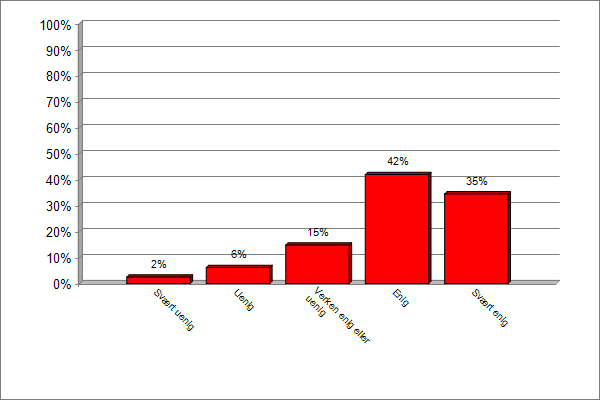 100%
90%
80%
70%
60%
50%
40%
30%
20%
10%
0%
2%
6%
15%
42%
35%
Svært uenig
Uenig
Verken enig eller
uenig
Enig
Svært enig